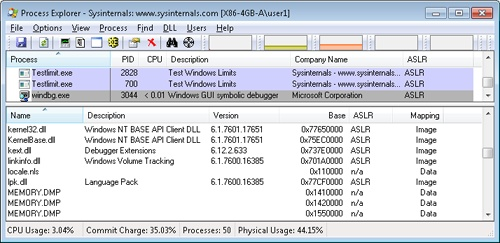 Process Explorer - Sysinternals: www.sysinternals.com [X86-4GB-A\user1]
File Options View Process Find DLL Users Help
Process PID CPU Description Company Name ASLR
Testlimit.exe 2828 Test Windows Limits Sysinternals - www.sysinternals... ASLR
Testlimit.exe 700 Test Windows Limits Sysinternals - www.sysinternals... ASLR
windbg.exe 3044 < 0.01 Windows GUI symbolic debugger Microsoft Corporation ASLR
Name Description Version Base ASLR Mapping
kernel32.dll Windows NT BASE API Client DLL 6.1.7601.17651 0x77650000 ASLR Image
KernelBase.dll Windows NT BASE API Client DLL 6.1.7601.17651 0x75EC0000 ASLR Image
kext.dll Debugger Extensions 6.12.2.633 0x737E0000 ASLR Image
linkinfo.dll Windows Volume Tracking 6.1.7600.16385 0x701A0000 ASLR Image
locale.nls 0x110000 n/a Data
lpk.dll Language Pack 6.1.7600.16385 0x77CF0000 ASLR Image
MEMORY.DMP 0x1410000 n/a Data
MEMORY.DMP 0x1420000 n/a Data
MEMORY.DMP 0x1550000 n/a Data
CPU Usage: 3.04% Commit Charge: 35.03% Processes: 50 Physical Usage: 44.15%